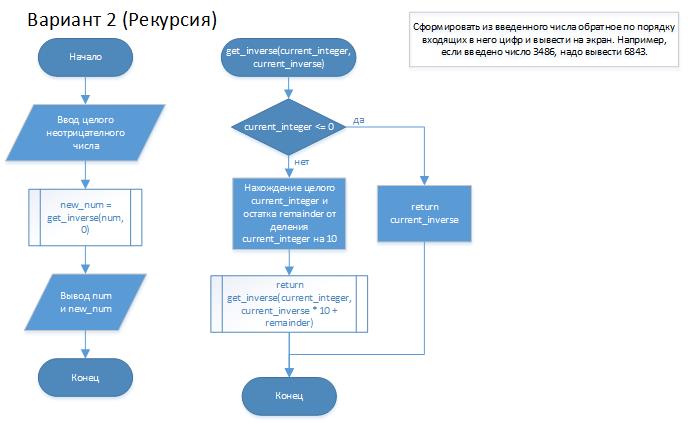 Вариант 2 (Рекурсия)
Сформировать из введенного числа обратное по порядку
входящих в него цифр и вывести на экран. Например,
если введено число 3486, надо вывести 6843.
Начало
Ввод целого
неотрицателного
числа
new_num =
get_inverse(num,
0)
Вывод num
и new_num
Конец
get_inverse(current_integer,
current_inverse)
current_integer <= 0
да
нет
Нахождение целого
current_integer и
остатка remainder от
деления
current_integer на 10
return
current_inverse
return
get_inverse(current_integer,
current_inverse * 10 +
remainder)
Конец